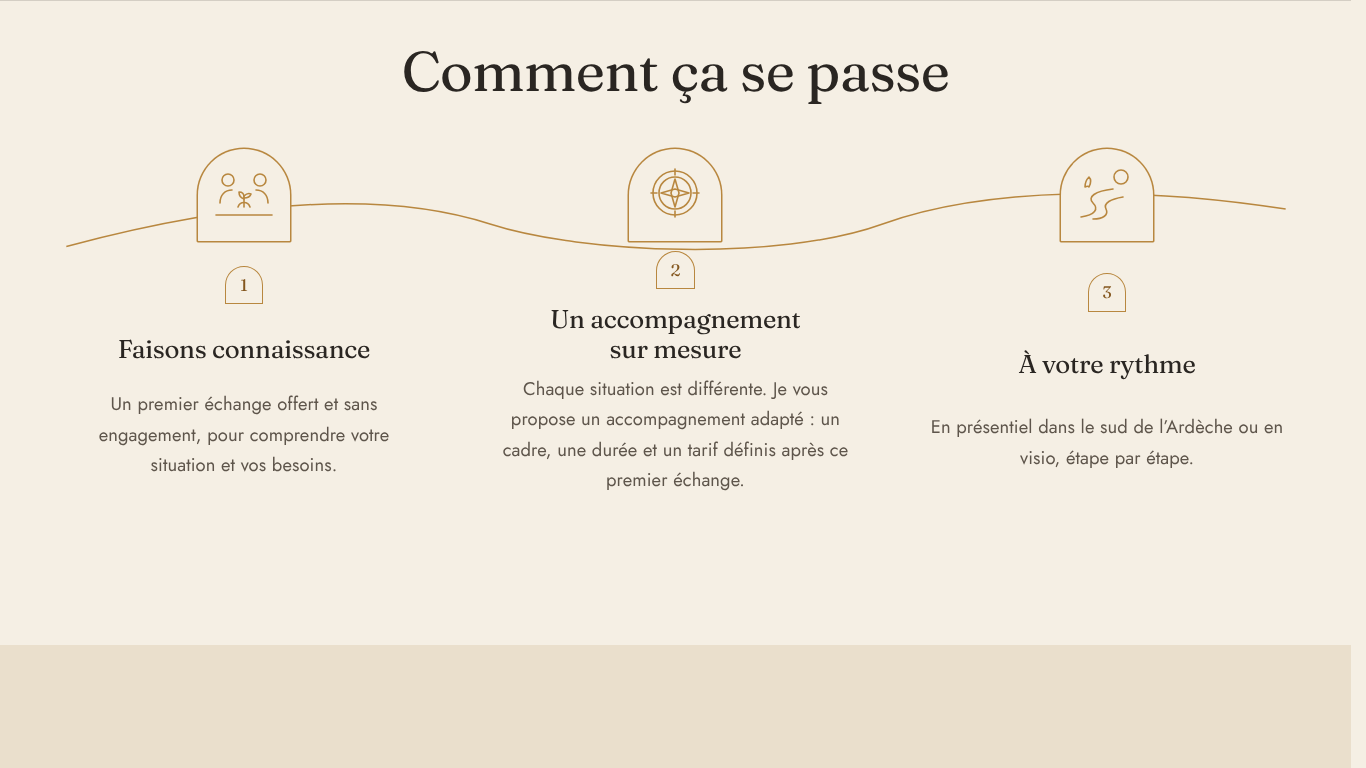 Comment ça se passe
1
Faisons connaissance
Un premier échange offert et sans
engagement, pour comprendre votre
situation et vos besoins.
2
Un accompagnement
sur mesure
Chaque situation est différente. Je vous
propose un accompagnement adapté : un
cadre, une durée et un tarif définis après ce
premier échange.
3
À votre rythme
En présentiel dans le sud de l’Ardèche ou en
visio, étape par étape.